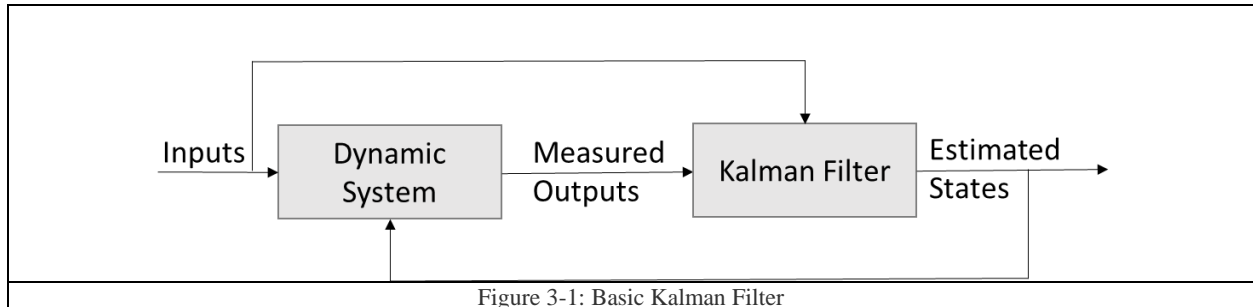 Inputs
Dynamic
System
Measured
Outputs
Kalman Filter
Estimated
States
Figure 3-1: Basic Kalman Filter